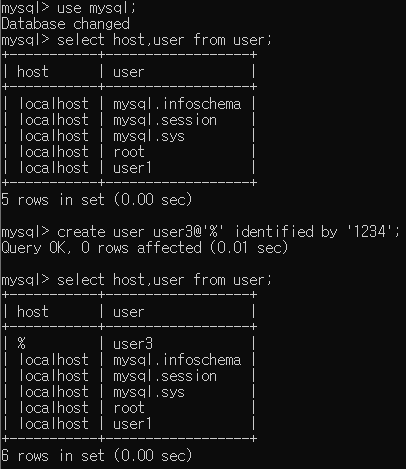 mysql> use mysql;
Database changed
mysql> select host,user from user;
+-----------+------------------+
| host      | user             |
+-----------+------------------+
| localhost | mysql.infoschema |
| localhost | mysql.session    |
| localhost | mysql.sys        |
| localhost | root             |
| localhost | user1            |
+-----------+------------------+
5 rows in set (0.00 sec)

mysql> create user user3@'%' identified by '1234';
Query OK, 0 rows affected (0.01 sec)

mysql> select host,user from user;
+-----------+------------------+
| host      | user             |
+-----------+------------------+
| %         | user3            |
| localhost | mysql.infoschema |
| localhost | mysql.session    |
| localhost | mysql.sys        |
| localhost | root             |
| localhost | user1            |
+-----------+------------------+
6 rows in set (0.00 sec)